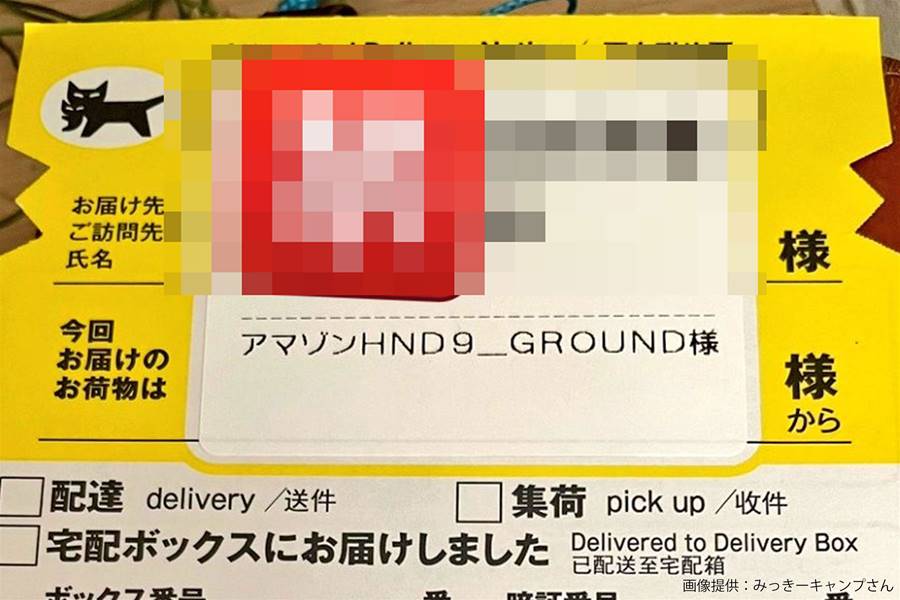 お届け先
ご訪問先
氏名
様
アマゾンHND9_GROUND様
今回
お届けの
お荷物は
様
から
配達 delivery／送件
集荷 pick up／收件
宅配ボックスにお届けしました Delivered to Delivery Box
已配送至宅配箱
画像提供：みっきーキャンプさん